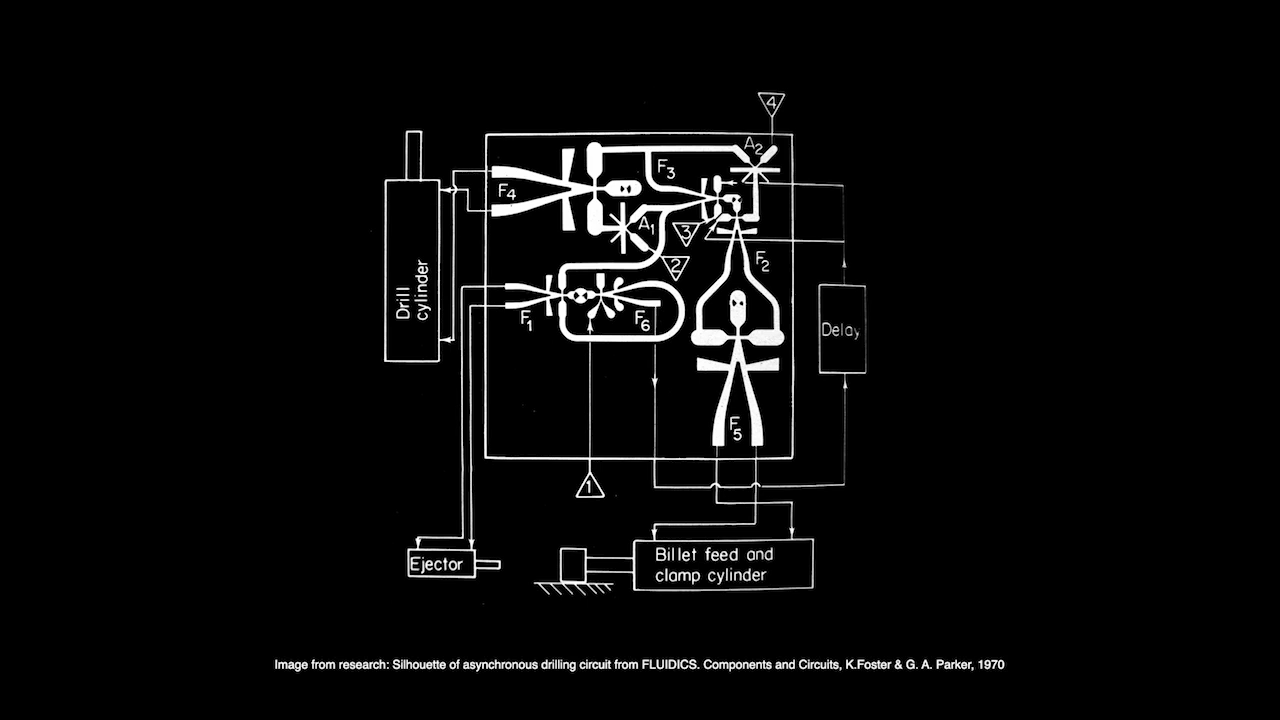 4
A2
F3
F4
A1
3
2
F2
Drill
cylinder
F1
F6
Delay
F5
1
Ejector
Billet feed and
clamp cylinder
Image from research: Silhouette of asynchronous drilling circuit from FLUIDICS. Components and Circuits, K.Foster & G. A. Parker, 1970